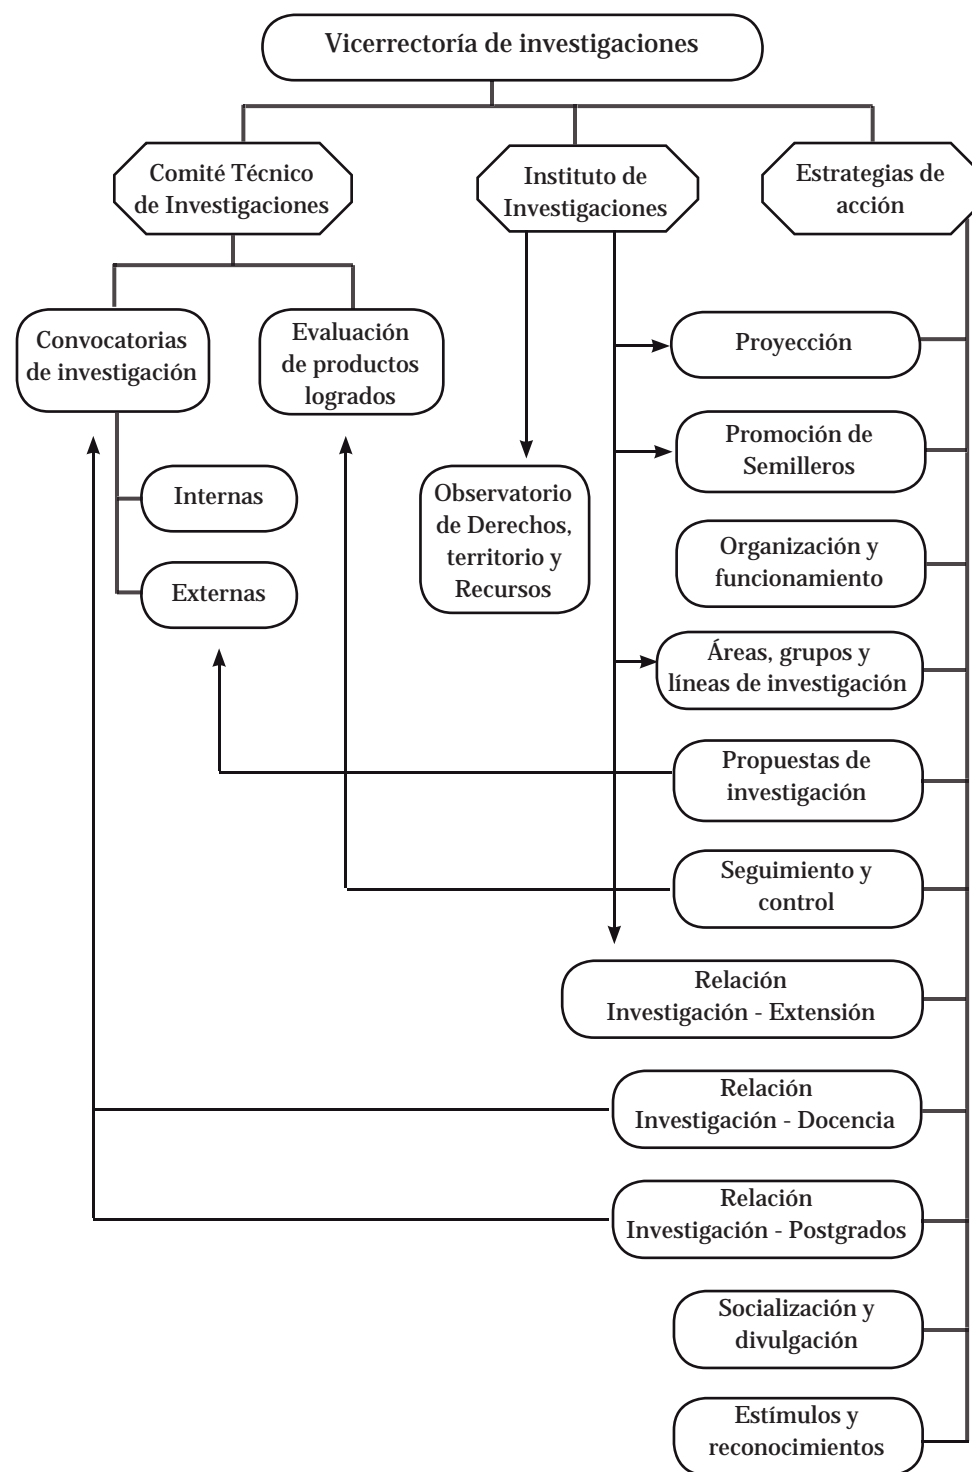 Vicerrectoría de investigaciones
Comité Técnico
de Investigaciones
Instituto de
Investigaciones
Estrategias de
acción
Convocatorias
de investigación
Evaluación
de productos
logrados
Internas
Externas
Observatorio
de Derechos,
territorio y
Recursos
Proyección
Promoción de
Semilleros
Organización y
funcionamiento
Áreas, grupos y
líneas de investigación
Propuestas de
investigación
Seguimiento y
control
Relación
Investigación - Extensión
Relación
Investigación - Docencia
Relación
Investigación - Postgrados
Socialización y
divulgación
Estímulos y
reconocimientos